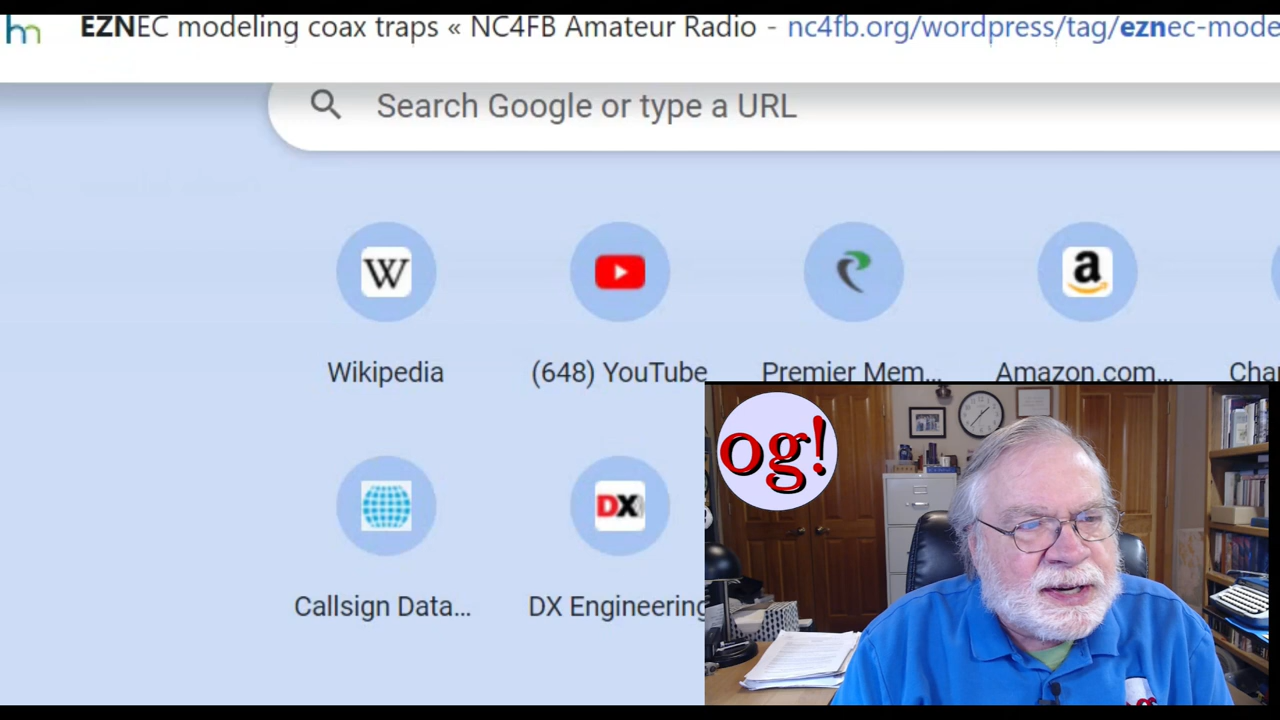 EZNEC modeling coax traps « NC4FB Amateur Radio - nc4fb.org/wordpress/tag/eznec-mode
Search Google or type a URL
W
a
Wikipedia
(648) YouTube
Premier Mem...
Amazon.com...
Cha
og!
DX
Callsign Data...
DX Engineering